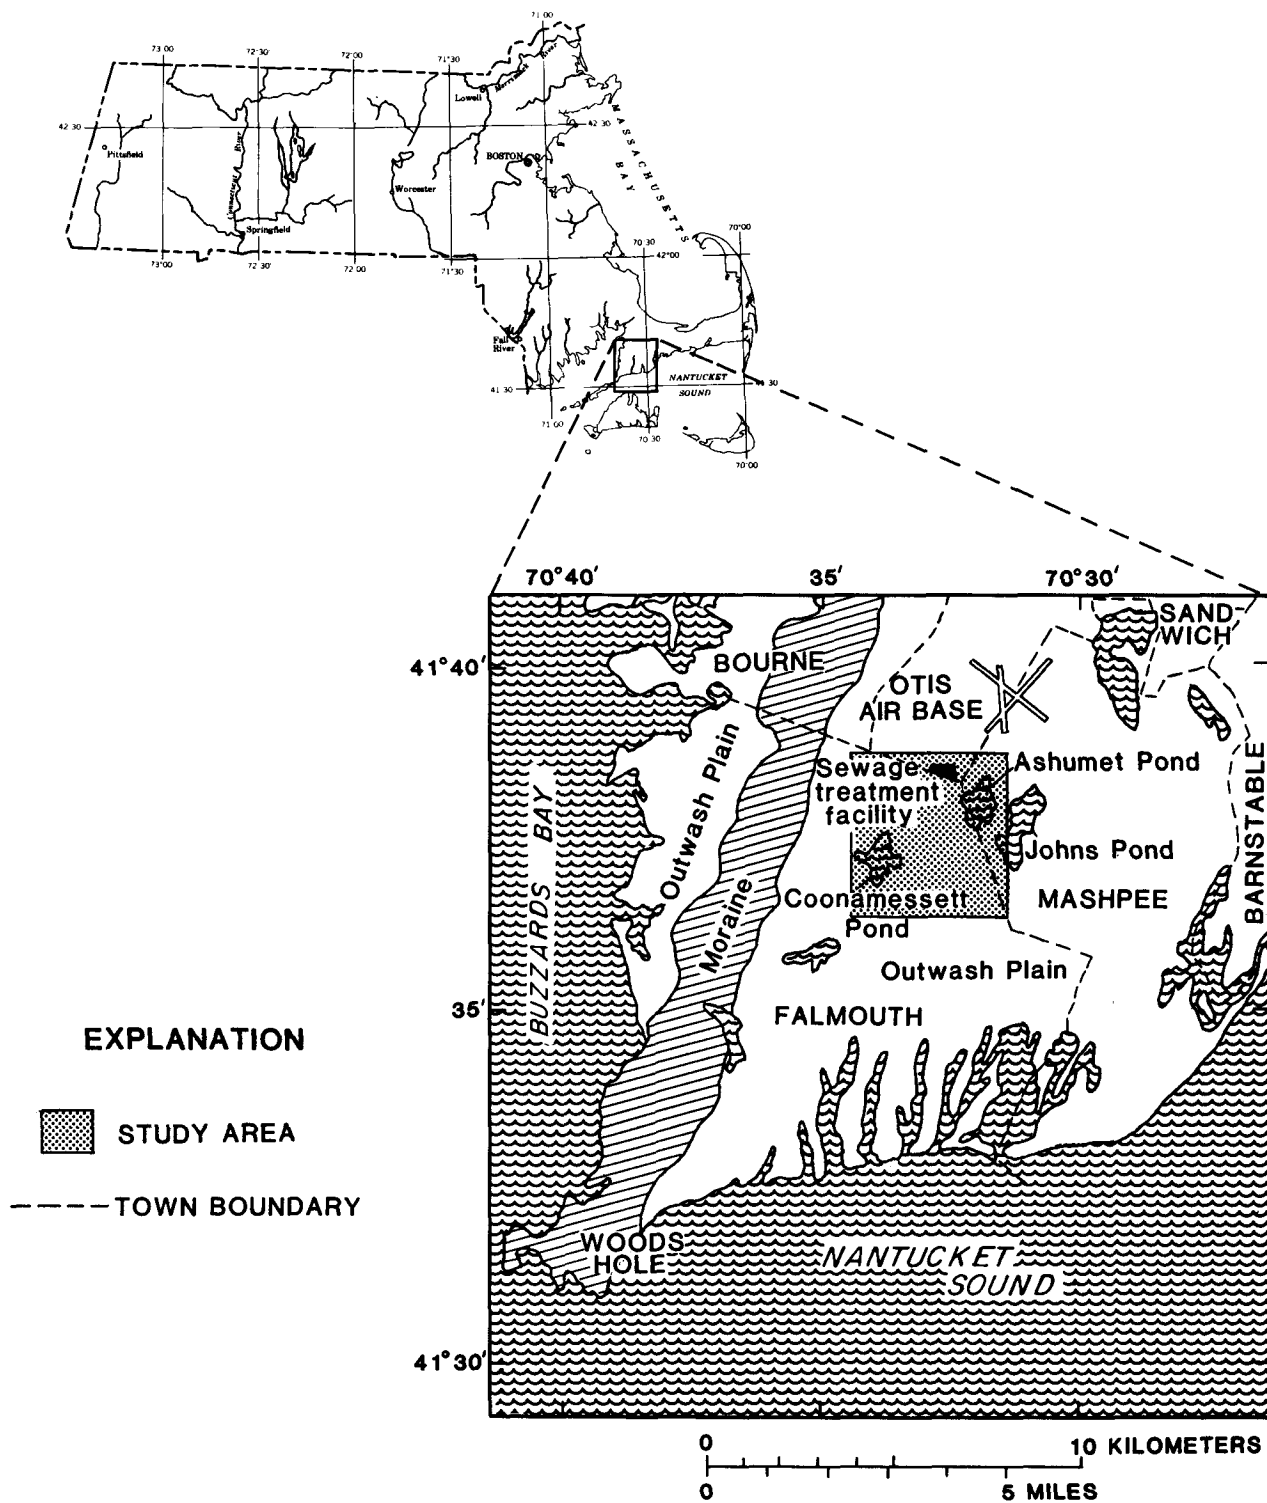 71 00
73 00
72°30'
72°00
71°30
Merrimack River
Lowell
42 30
42 30
MASSACHUSETTS
BAY
Pittsfield
Connecticut River
BOSTON
Worcester
Springfield
73°00
72°30
72 00
71°30
70°30
70°00
42°00
Fall
River
NANTUCKET
SOUND
41 30
41 30
71 00
70 30
70°00
70°40'
35'
70°30'
SAND
WICH
41°40'
BOURNE
OTIS
AIR BASE
Outwash Plain
Ashumet Pond
Sewage
treatment
facility
BARNSTABLE
BUZZARDS BAY
Johns Pond
Coonamessett
Pond
MASHPEE
Moraine
Outwash Plain
35'
FALMOUTH
EXPLANATION
STUDY AREA
TOWN BOUNDARY
WOODS
HOLE
NANTUCKET
SOUND
41°30'
0
10 KILOMETERS
0
5 MILES